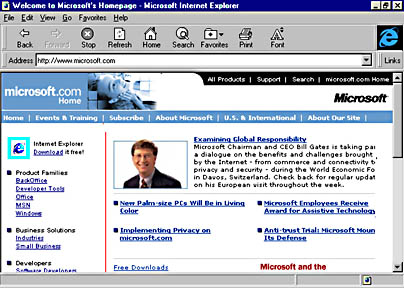 Welcome to Microsoft's Homepage - Microsoft Internet Explorer
File Edit View Go Favorites Help
Back Forward Stop Refresh Home Search Favorites Print Font
Address http://www.microsoft.com Links
All Products | Support | Search | microsoft.com Home
microsoft.com
Home
Microsoft
Home | Events & Training | Subscribe | About Microsoft | U.S. & International | About Our Site |
Internet Explorer
Download it free!
Product Families
BackOffice
Developer Tools
Office
MSN
Windows
Business Solutions
Industries
Small Business
Developers
Software Developers
Examining Global Responsibility
Microsoft Chairman and CEO Bill Gates is taking par
a dialogue on the benefits and challenges brought
by the Internet - from commerce and connectivity t
privacy and security - during the World Economic Fo
in Davos, Switzerland. Check back for regular updat
on his European visit throughout the week.
New Palm-size PCs Will be in Living
Color
Microsoft Employees Receive
Award for Assistive Technology
Implementing Privacy on
microsoft.com
Anti-trust Trial: Microsoft Moun
Its Defense
Free Downloads
Microsoft and the